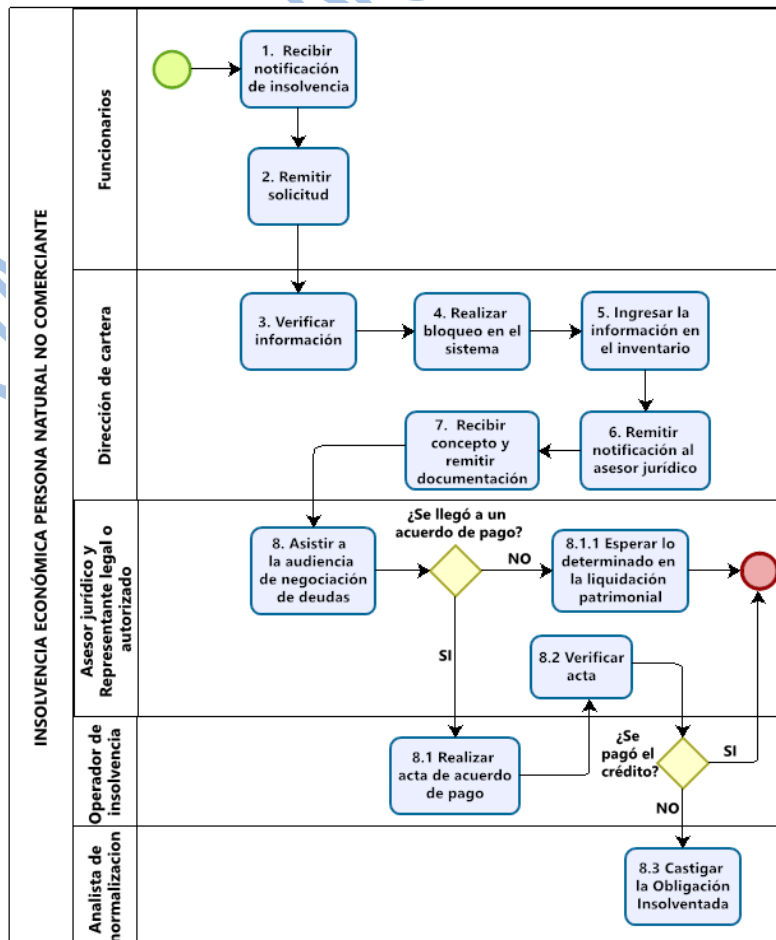 INSOLVENCIA ECONÓMICA PERSONA NATURAL NO COMERCIANTE
Funcionarios
1. Recibir
notificación
de insolvencia
2. Remitir
solicitud
Dirección de cartera
3. Verificar
información
4. Realizar
bloqueo en el
sistema
5. Ingresar la
información en
el inventario
6. Remitir
notificación al
asesor jurídico
7. Recibir
concepto y
remitir
documentación
Asesor jurídico y
Representante legal o
autorizado
8. Asistir a
la audiencia
de negociación
de deudas
¿Se llegó a un
acuerdo de pago?
NO
8.1.1 Esperar lo
determinado en
la liquidación
patrimonial
SI
8.2 Verificar
acta
Operador de
insolvencia
8.1 Realizar
acta de acuerdo
de pago
¿Se
pagó el
crédito?
SI
NO
Analista de
normalizacion
8.3 Castigar
la Obligación
Insolventada